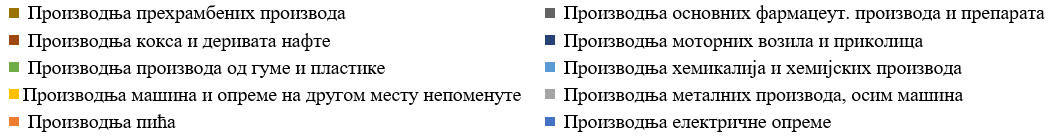 Производња прехрамбених производа
Производња кокса и деривата нафте
Производња производа од гуме и пластике
Производња машина и опреме на другом месту непоменуте
Производња пића
Производња основних фармацеут. производа и препарата
Производња моторних возила и приколица
Производња хемикалија и хемијских производа
Производња металних производа, осим машина
Производња електричне опреме